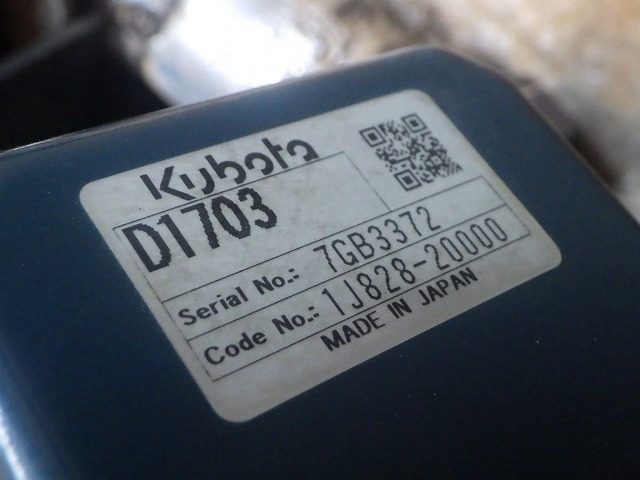 Kubota
D1703
Serial No.: 7GB3372
Code No.: 1J828-20000
MADE IN JAPAN